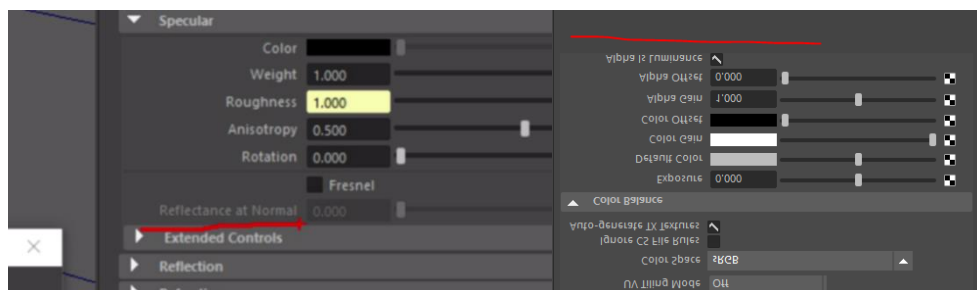 Specular
Color
Weight 1.000
Roughness 1.000
Anisotropy 0.500
Rotation 0.000
Fresnel
Reflectance at Normal 0.000
Extended Controls
Reflection
Alpha Is Luminance
Alpha Offset 0.000
Alpha Gain 1.000
Color Offset
Color Gain
Default Color
Exposure 0.000
Color Balance
Auto-generate TX Textures
Ignore CS File Rules
Color Space sRGB
UV Tiling Mode Off